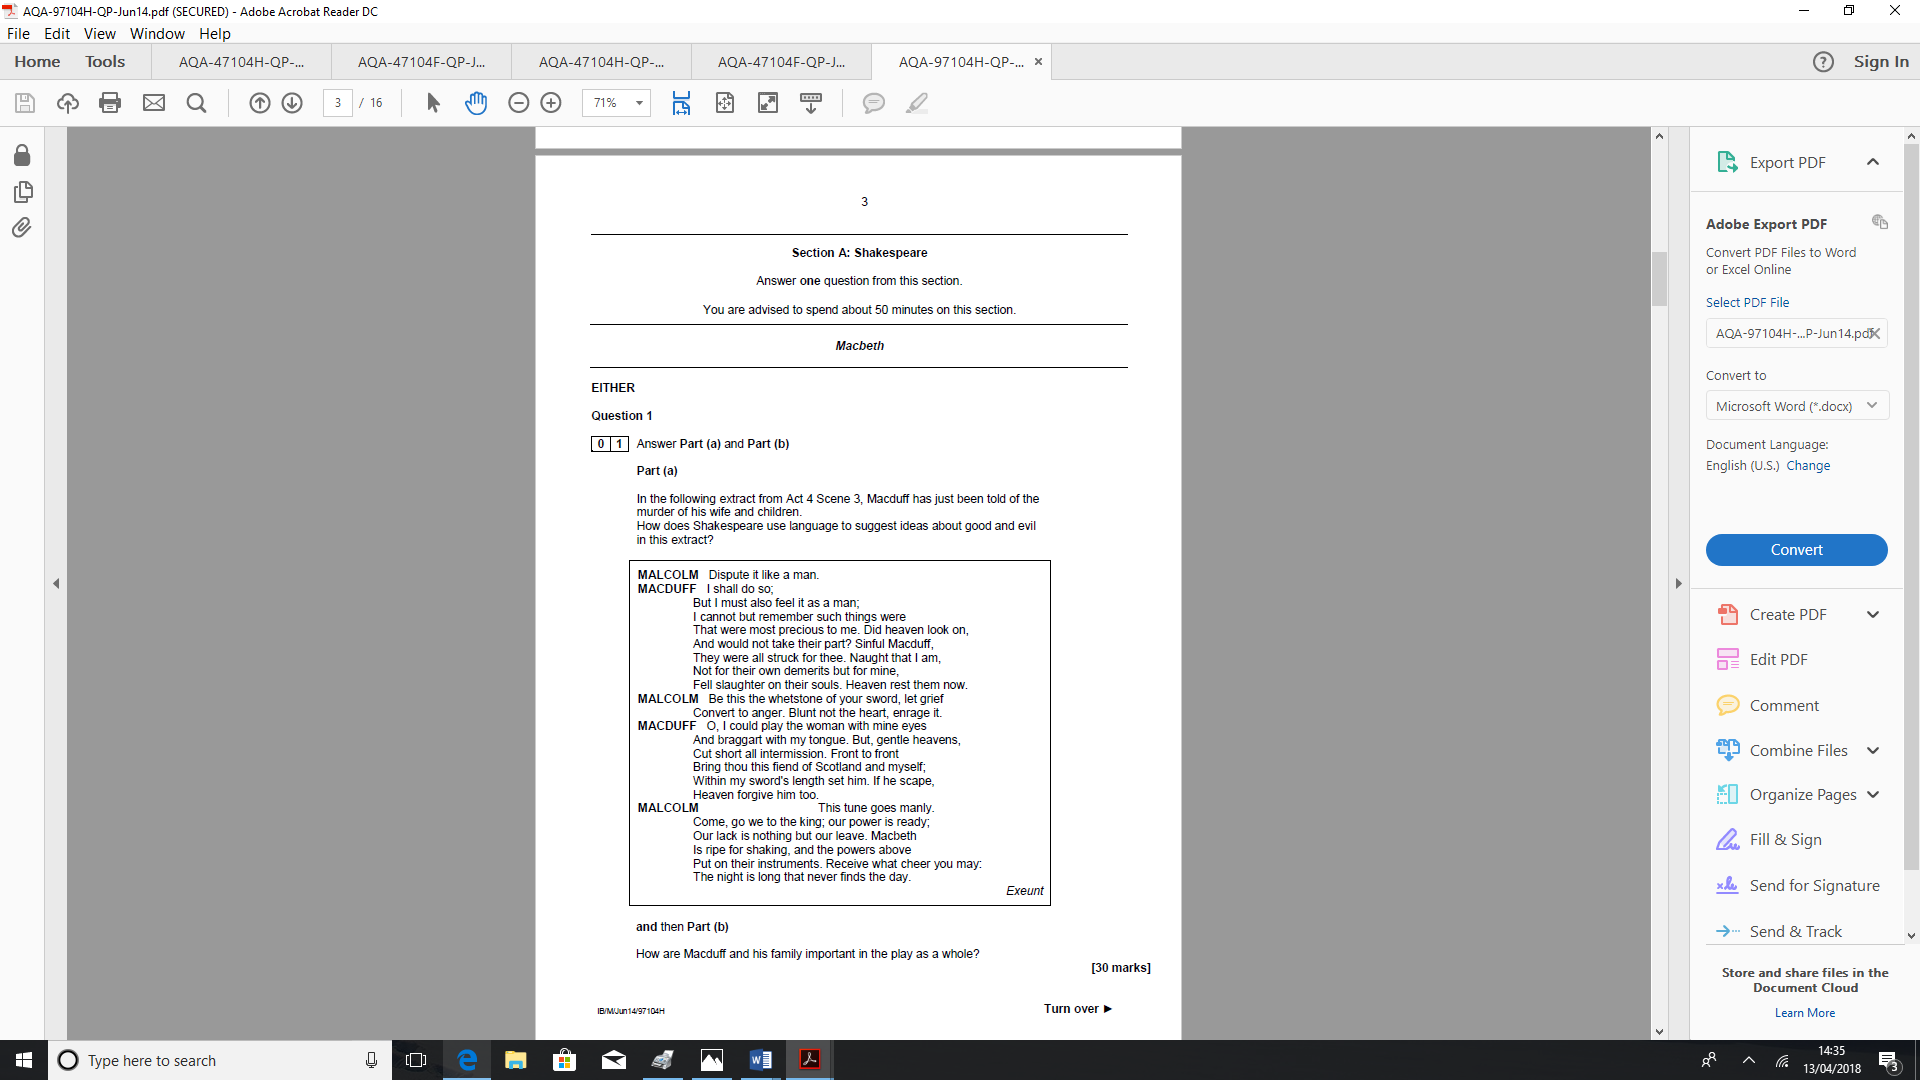 AQA-97104H-QP-Jun14.pdf (SECURED) - Adobe Acrobat Reader DC
File Edit View Window Help
Home Tools AQA-47104H-QP-... AQA-47104F-QP-J... AQA-47104H-QP-... AQA-47104F-QP-J... AQA-97104H-QP-... × Sign In
3 / 16 71%
3
Section A: Shakespeare
Answer one question from this section.
You are advised to spend about 50 minutes on this section.
Macbeth
EITHER
Question 1
0 1 Answer Part (a) and Part (b)
Part (a)
In the following extract from Act 4 Scene 3, Macduff has just been told of the
murder of his wife and children.
How does Shakespeare use language to suggest ideas about good and evil
in this extract?
MALCOLM Dispute it like a man.
MACDUFF I shall do so;
But I must also feel it as a man;
I cannot but remember such things were
That were most precious to me. Did heaven look on,
And would not take their part? Sinful Macduff,
They were all struck for thee. Naught that I am,
Not for their own demerits but for mine,
Fell slaughter on their souls. Heaven rest them now.
MALCOLM Be this the whetstone of your sword, let grief
Convert to anger. Blunt not the heart, enrage it.
MACDUFF O, I could play the woman with mine eyes
And braggart with my tongue. But, gentle heavens,
Cut short all intermission. Front to front
Bring thou this fiend of Scotland and myself;
Within my sword's length set him. If he scape,
Heaven forgive him too.
MALCOLM This tune goes manly.
Come, go we to the king; our power is ready;
Our lack is nothing but our leave. Macbeth
Is ripe for shaking, and the powers above
Put on their instruments. Receive what cheer you may:
The night is long that never finds the day.
Exeunt
and then Part (b)
How are Macduff and his family important in the play as a whole?
[30 marks]
IB/M/Jun14/97104H
Turn over ►
Export PDF
Adobe Export PDF
Convert PDF Files to Word
or Excel Online
Select PDF File
AQA-97104H-...P-Jun14.pdf
Convert to
Microsoft Word (*.docx)
Document Language:
English (U.S.) Change
Convert
Create PDF
Edit PDF
Comment
Combine Files
Organize Pages
Fill & Sign
Send for Signature
Send & Track
Store and share files in the
Document Cloud
Learn More
Type here to search
14:35
13/04/2018
3